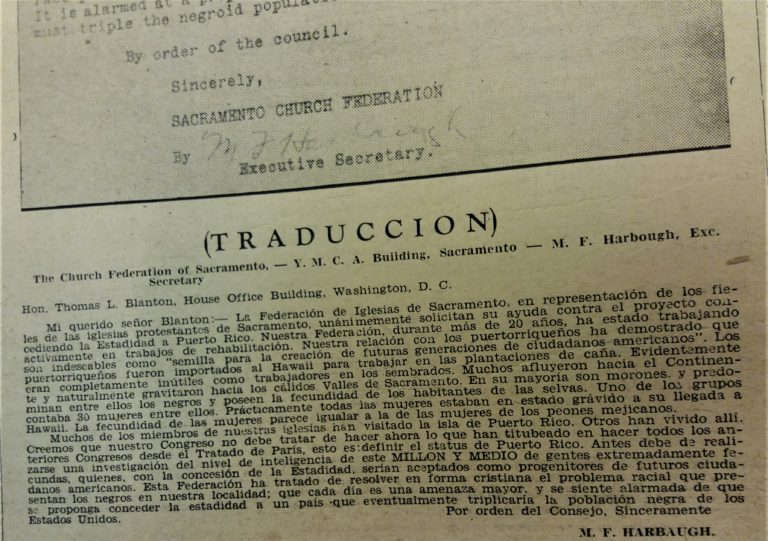 It is alarmed at a
must triple the negroid populat
By order of the council.
Sincerely,
SACRAMENTO CHURCH FEDERATION
By M F Harbaugh
Executive Secretary.
(TRADUCCION)
The Church Federation of Sacramento, — Y. M. C. A. Building, Sacramento — M. F. Harbough, Exc.
Secretary
Hon. Thomas L. Blanton, House Office Building, Washington, D. C.
Mi querido señor Blanton:— La Federación de Iglesias de Sacramento, en representación de los fie-
les de las iglesias protestantes de Sacramento, unánimemente solicitan su ayuda contra el proyecto con-
cediendo la Estadidad a Puerto Rico. Nuestra Federación, durante más de 20 años, ha estado trabajando
activamente en trabajos de rehabilitación. Nuestra relación con los puertorriqueños ha demostrado que
son indeseables como "semilla para la creación de futuras generaciones de ciudadanos americanos". Los
puertorriqueños fueron importados al Hawaii para trabajar en las plantaciones de caña. Evidentemente
eran completamente inútiles como trabajadores en los sembrados. Muchos afluyeron hacia el Continen-
te y naturalmente gravitaron hacia los cálidos Valles de Sacramento. En su mayoría son morones, y predo-
minan entre ellos los negros y poseen la fecundidad de los habitantes de las selvas. Uno de los grupos
contaba 30 mujeres entre ellos. Prácticamente todas las mujeres estaban en estado grávido a su llegada a
Hawaii. La fecundidad de las mujeres parece igualar a la de las mujeres de los peones mejicanos.
Muchos de los miembros de nuestras iglesias han visitado la isla de Puerto Rico. Otros han vivido allí.
Creemos que nuestro Congreso no debe tratar de hacer ahora lo que han titubeado en hacer todos los an-
teriores Congresos desde el Tratado de París, esto es: definir el status de Puerto Rico. Antes debe de reali-
zarse una investigación del nivel de inteligencia de este MILLON Y MEDIO de gentes extremadamente fe-
cundas, quienes, con la concesión de la Estadidad, serían aceptados como progenitores de futuros ciuda-
danos americanos. Esta Federación ha tratado de resolver en forma cristiana el problema racial que pre-
sentan los negros en nuestra localidad; que cada día es una amenaza mayor, y se siente alarmada de que
se proponga conceder la estadidad a un país que eventualmente triplicaría la población negra de los
Estados Unidos. Por orden del Consejo, Sinceramente
M. F. HARBAUGH.